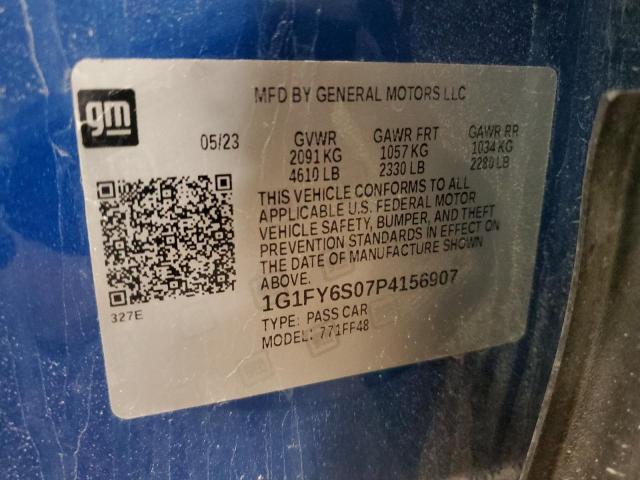 MFD BY GENERAL MOTORS LLC
gm
05/23 GVWR GAWR FRT GAWR RR
2091 KG 1057 KG 1034 KG
4610 LB 2330 LB 2280 LB
THIS VEHICLE CONFORMS TO ALL
APPLICABLE U.S. FEDERAL MOTOR
VEHICLE SAFETY, BUMPER, AND THEFT
PREVENTION STANDARDS IN EFFECT ON
THE DATE OF MANUFACTURE SHOWN
ABOVE.
1G1FY6S07P4156907
327E
TYPE: PASS CAR
MODEL: 771FF48